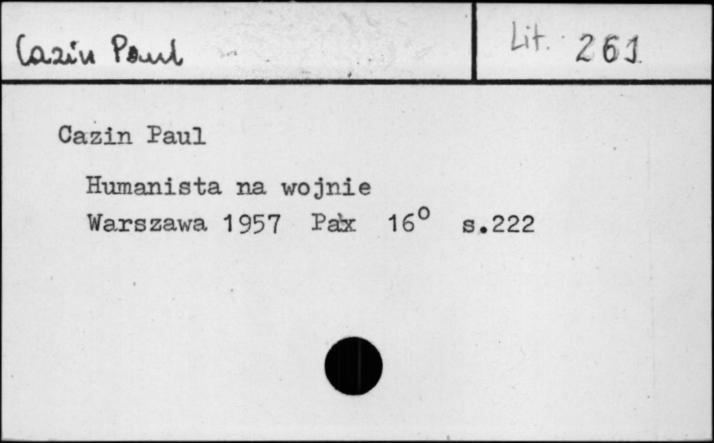 Cazin Paul
Lit. 261
Cazin Paul
Humanista na wojnie
Warszawa 1957 Pax 16° s.222